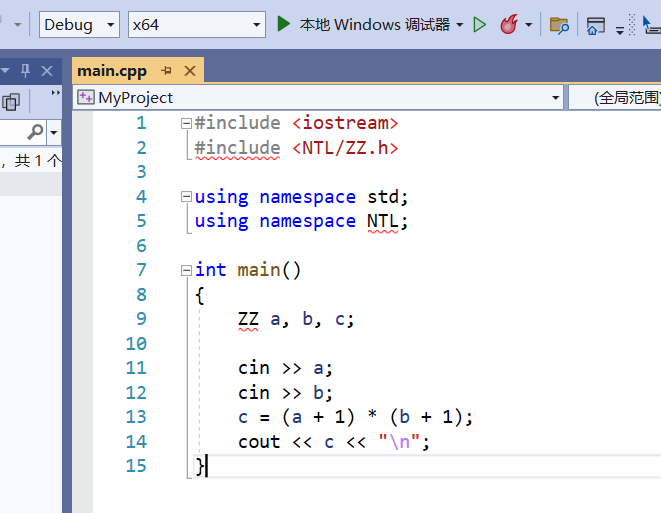 Debug x64 本地 Windows 调试器
main.cpp
MyProject (全局范围)
，共 1 个
1 #include <iostream>
2 #include <NTL/ZZ.h>
3
4 using namespace std;
5 using namespace NTL;
6
7 int main()
8 {
9 ZZ a, b, c;
10
11 cin >> a;
12 cin >> b;
13 c = (a + 1) * (b + 1);
14 cout << c << "\n";
15 }